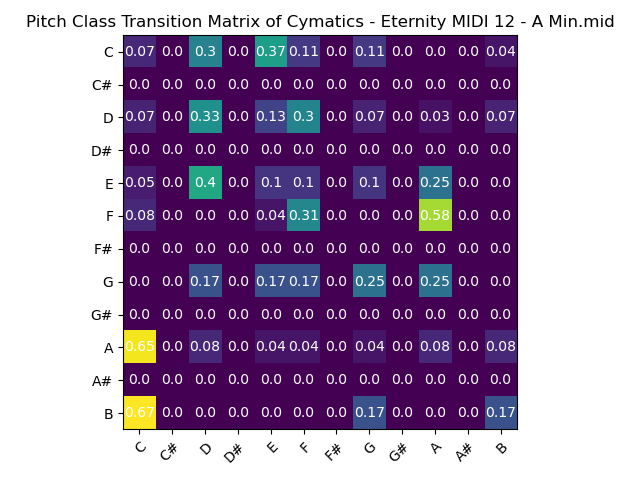 Pitch Class Transition Matrix of Cymatics - Eternity MIDI 12 - A Min.mid
C 0.07 0.0 0.3 0.0 0.37 0.11 0.0 0.11 0.0 0.0 0.0 0.04
C# 0.0 0.0 0.0 0.0 0.0 0.0 0.0 0.0 0.0 0.0 0.0 0.0
D 0.07 0.0 0.33 0.0 0.13 0.3 0.0 0.07 0.0 0.03 0.0 0.07
D# 0.0 0.0 0.0 0.0 0.0 0.0 0.0 0.0 0.0 0.0 0.0 0.0
E 0.05 0.0 0.4 0.0 0.1 0.1 0.0 0.1 0.0 0.25 0.0 0.0
F 0.08 0.0 0.0 0.0 0.04 0.31 0.0 0.0 0.0 0.58 0.0 0.0
F# 0.0 0.0 0.0 0.0 0.0 0.0 0.0 0.0 0.0 0.0 0.0 0.0
G 0.0 0.0 0.17 0.0 0.17 0.17 0.0 0.25 0.0 0.25 0.0 0.0
G# 0.0 0.0 0.0 0.0 0.0 0.0 0.0 0.0 0.0 0.0 0.0 0.0
A 0.65 0.0 0.08 0.0 0.04 0.04 0.0 0.04 0.0 0.08 0.0 0.08
A# 0.0 0.0 0.0 0.0 0.0 0.0 0.0 0.0 0.0 0.0 0.0 0.0
B 0.67 0.0 0.0 0.0 0.0 0.0 0.0 0.17 0.0 0.0 0.0 0.17
C C# D D# E F F# G G# A A# B